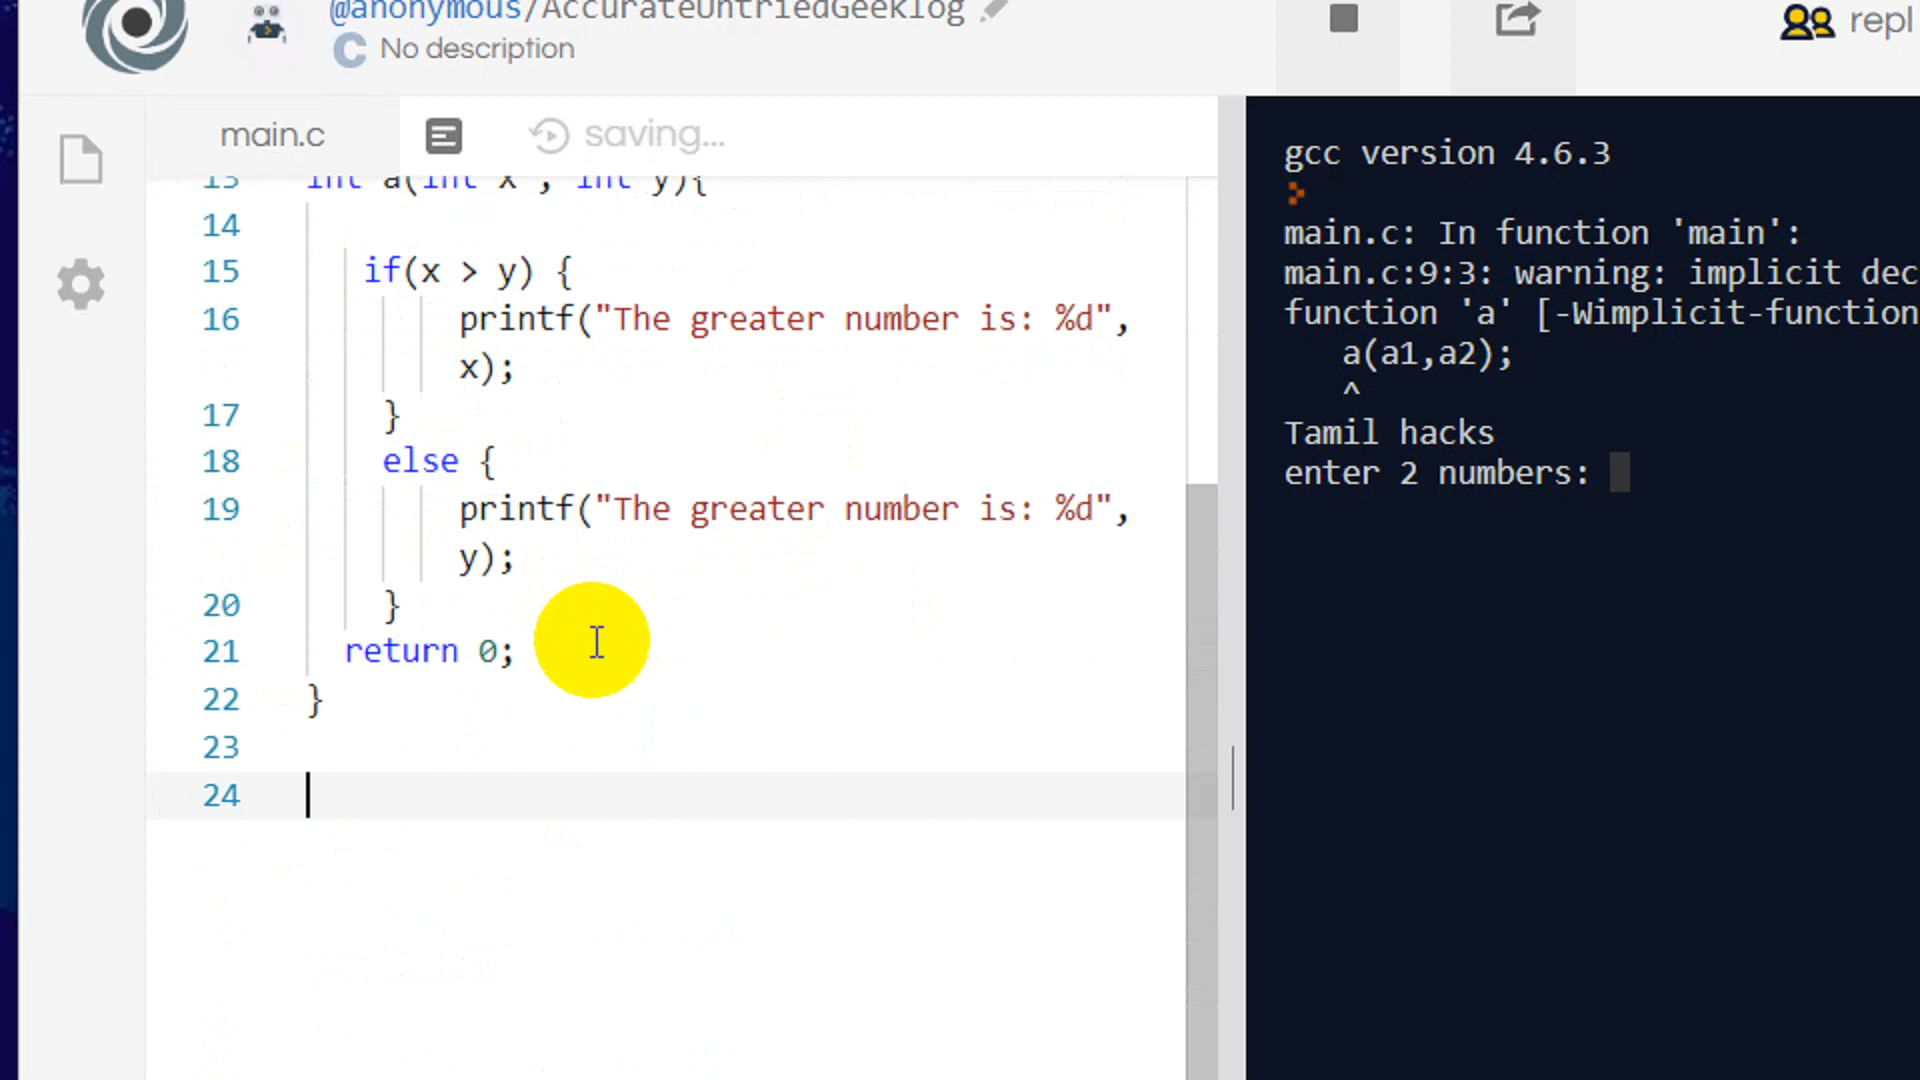 @anonymous/AccurateUntriedGeeklog
C No description
repl
main.c
saving...
13 int a(int x , int y){
14
15 if(x > y) {
16 printf("The greater number is: %d",
x);
17 }
18 else {
19 printf("The greater number is: %d",
y);
20 }
21 return 0;
22 }
23
24
gcc version 4.6.3
>
main.c: In function 'main':
main.c:9:3: warning: implicit dec
function 'a' [-Wimplicit-function
a(a1,a2);
^
Tamil hacks
enter 2 numbers: